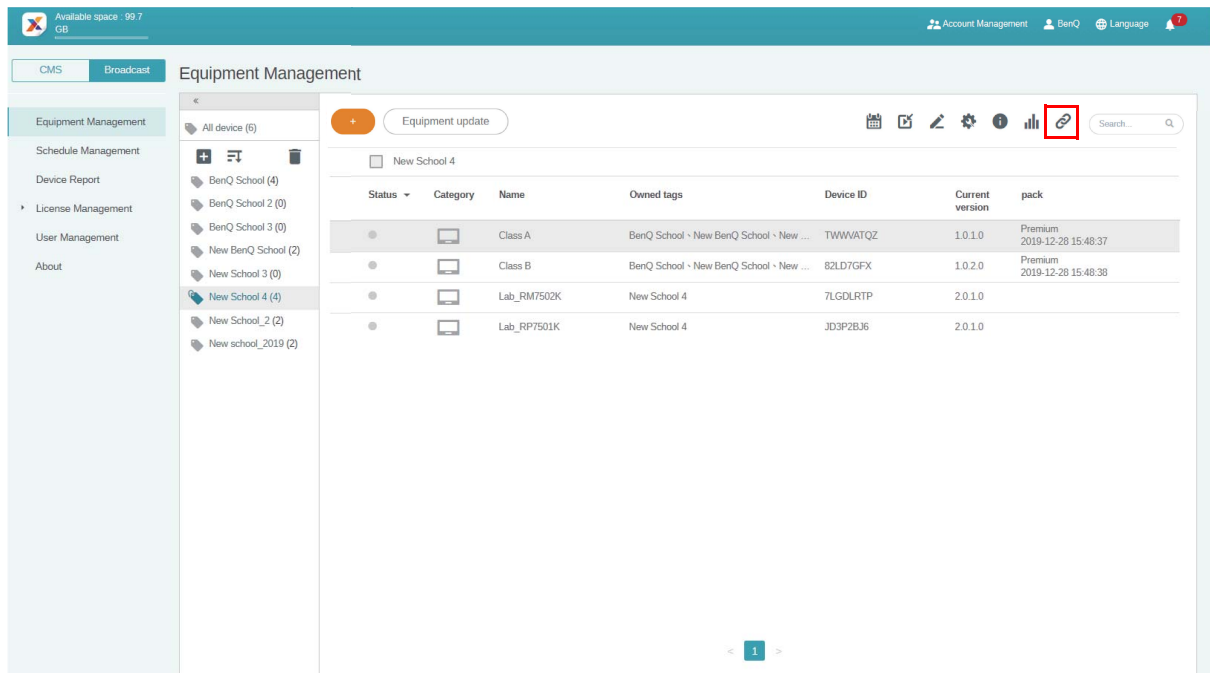 Available space : 99.7
GB
Account Management
BenQ
Language
7
CMS
Broadcast
Equipment Management
«
Equipment Management
Schedule Management
Device Report
License Management
User Management
About
All device (6)
BenQ School (4)
BenQ School 2 (0)
BenQ School 3 (0)
New BenQ School (2)
New School 3 (0)
New School 4 (4)
New School_2 (2)
New school_2019 (2)
+
Equipment update
Search...
New School 4
Status Category Name Owned tags Device ID Current version pack
Class A BenQ School、New BenQ School、New ... TWWVATQZ 1.0.1.0 Premium
2019-12-28 15:48:37
Class B BenQ School、New BenQ School、New ... 82LD7GFX 1.0.2.0 Premium
2019-12-28 15:48:38
Lab_RM7502K New School 4 7LGDLRTP 2.0.1.0
Lab_RP7501K New School 4 JD3P2BJ6 2.0.1.0
< 1 >